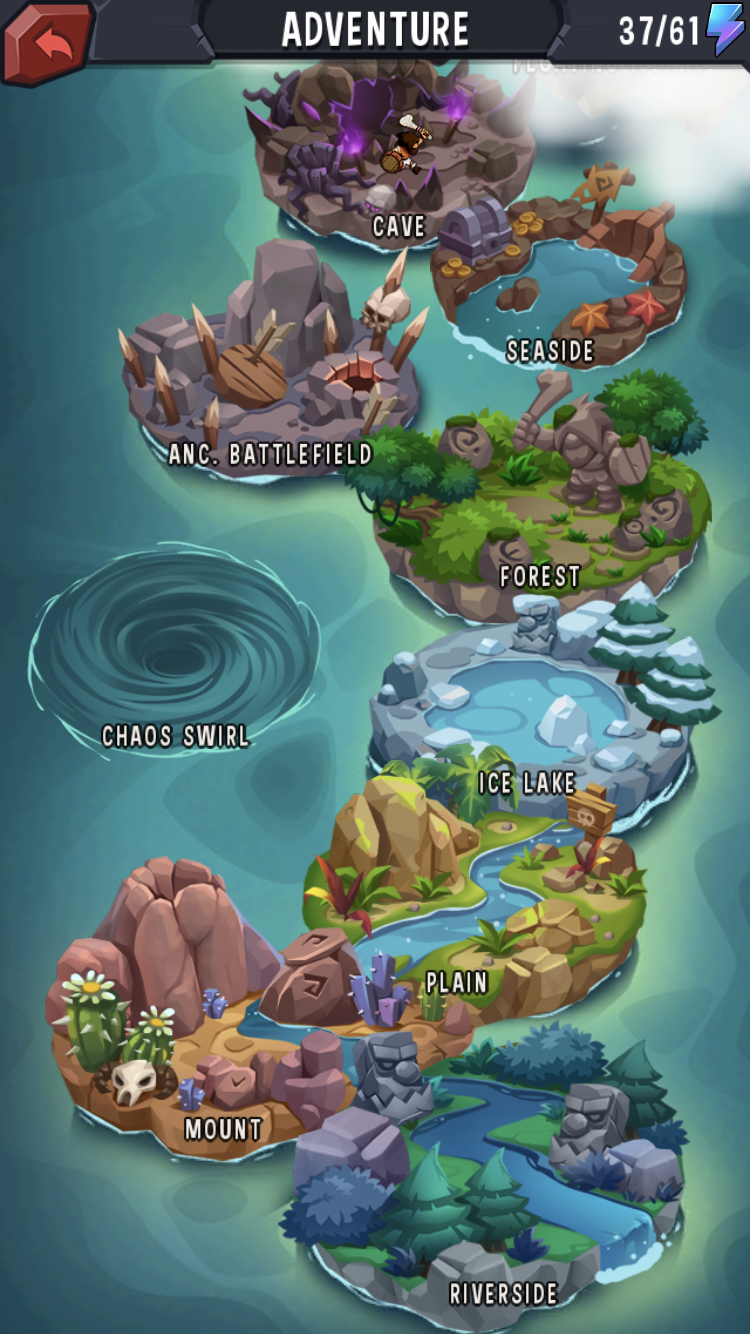 ADVENTURE
37/61
CAVE
SEASIDE
ANC. BATTLEFIELD
FOREST
CHAOS SWIRL
ICE LAKE
PLAIN
MOUNT
RIVERSIDE